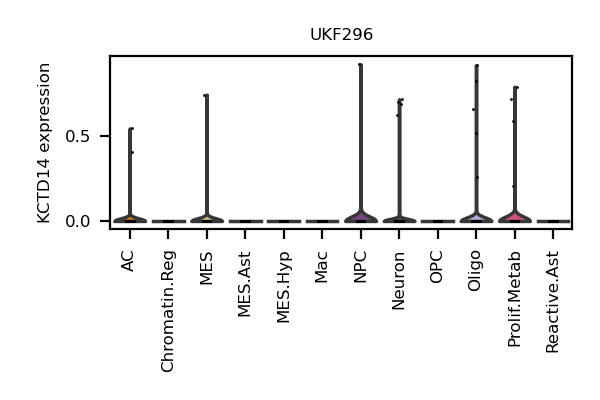 UKF296
KCTD14 expression
0.5
0.0
AC
Chromatin.Reg
MES
MES.Ast
MES.Hyp
Mac
NPC
Neuron
OPC
Oligo
Prolif.Metab
Reactive.Ast